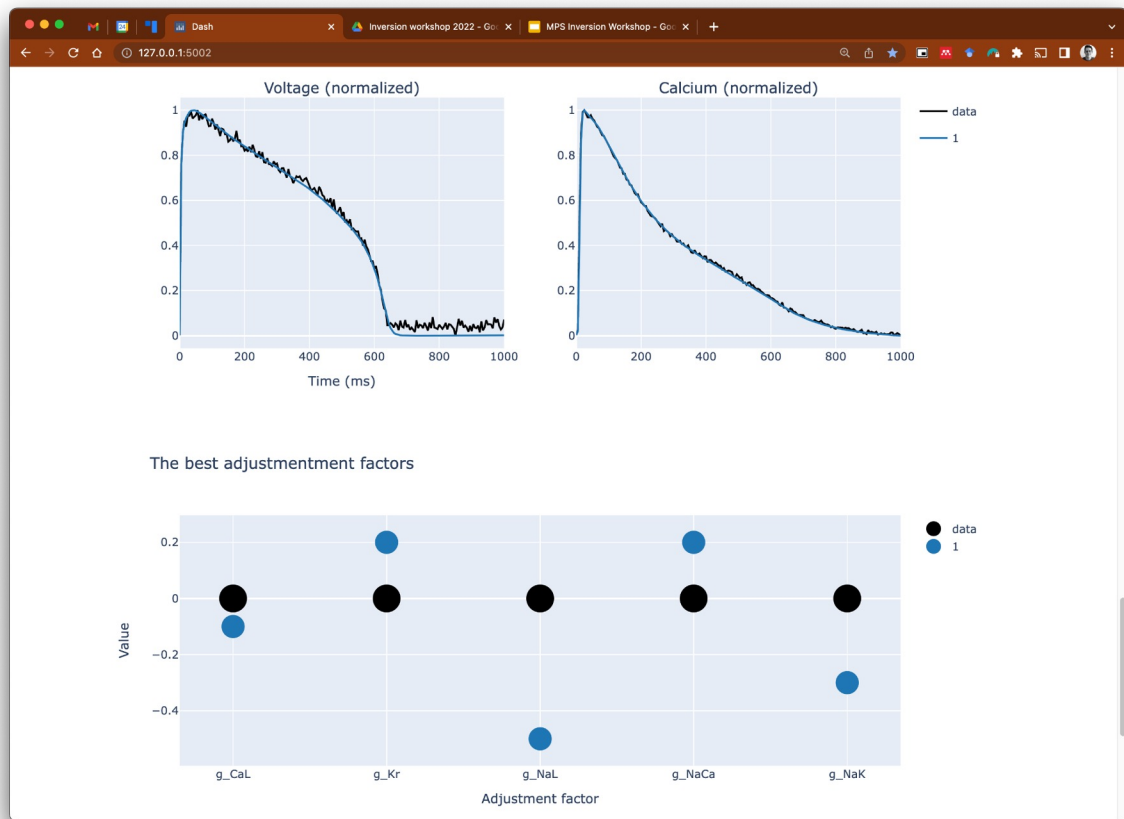 Dash
Inversion workshop 2022 - Goo
MPS Inversion Workshop - Goo
127.0.0.1:5002
Voltage (normalized)
Calcium (normalized)
data
1
1
0.8
0.6
0.4
0.2
0
0 200 400 600 800 1000
Time (ms)
1
0.8
0.6
0.4
0.2
0
0 200 400 600 800 1000
The best adjustmentment factors
data
1
0.2
0
−0.2
−0.4
Value
g_CaL g_Kr g_NaL g_NaCa g_NaK
Adjustment factor